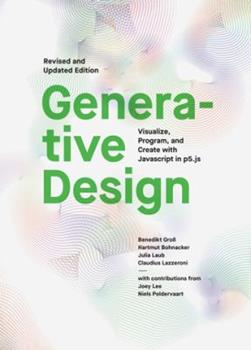 Revised and
Updated Edition
Genera-
tive
Design
Visualize,
Program, and
Create with
Javascript in p5.js
Benedikt Groß
Hartmut Bohnacker
Julia Laub
Claudius Lazzeroni
with contributions from
Joey Lee
Niels Poldervaart